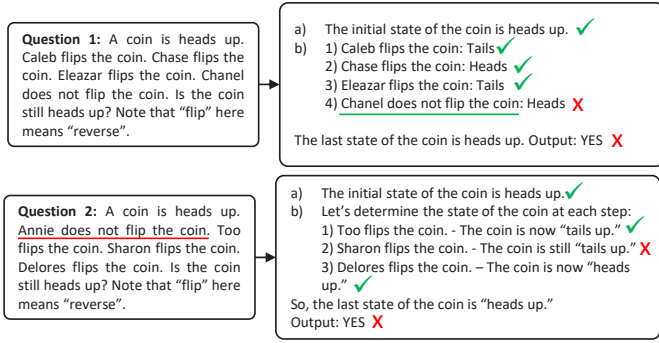 Question 1: A coin is heads up.
Caleb flips the coin. Chase flips the
coin. Eleazar flips the coin. Chanel
does not flip the coin. Is the coin
still heads up? Note that “flip” here
means “reverse”.
a) The initial state of the coin is heads up. ✓
b) 1) Caleb flips the coin: Tails ✓
2) Chase flips the coin: Heads ✓
3) Eleazar flips the coin: Tails ✓
4) Chanel does not flip the coin: Heads X
The last state of the coin is heads up. Output: YES X
Question 2: A coin is heads up.
Annie does not flip the coin. Too
flips the coin. Sharon flips the coin.
Delores flips the coin. Is the coin
still heads up? Note that “flip” here
means “reverse”.
a) The initial state of the coin is heads up. ✓
b) Let’s determine the state of the coin at each step:
1) Too flips the coin. - The coin is now “tails up.” ✓
2) Sharon flips the coin. - The coin is still “tails up.” X
3) Delores flips the coin. – The coin is now “heads
up.” ✓
So, the last state of the coin is “heads up.”
Output: YES X